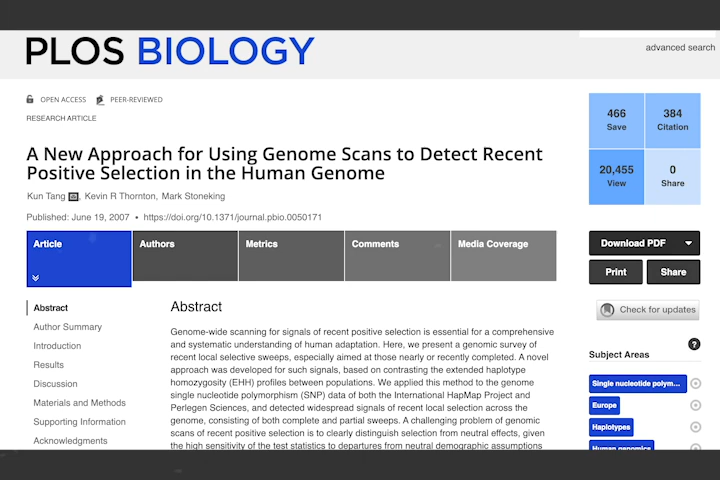 PLOS BIOLOGY
advanced search
OPEN ACCESS PEER-REVIEWED
RESEARCH ARTICLE
A New Approach for Using Genome Scans to Detect Recent
Positive Selection in the Human Genome
Kun Tang, Kevin R Thornton, Mark Stoneking
Published: June 19, 2007 • https://doi.org/10.1371/journal.pbio.0050171
466
Save
384
Citation
20,455
View
0
Share
Article
Authors
Metrics
Comments
Media Coverage
Download PDF
Print
Share
Check for updates
Abstract
Author Summary
Introduction
Results
Discussion
Materials and Methods
Supporting Information
Acknowledgments
Abstract
Genome-wide scanning for signals of recent positive selection is essential for a comprehensive
and systematic understanding of human adaptation. Here, we present a genomic survey of
recent local selective sweeps, especially aimed at those nearly or recently completed. A novel
approach was developed for such signals, based on contrasting the extended haplotype
homozygosity (EHH) profiles between populations. We applied this method to the genome
single nucleotide polymorphism (SNP) data of both the International HapMap Project and
Perlegen Sciences, and detected widespread signals of recent local selection across the
genome, consisting of both complete and partial sweeps. A challenging problem of genomic
scans of recent positive selection is to clearly distinguish selection from neutral effects, given
the high sensitivity of the test statistics to departures from neutral demographic assumptions
?
Subject Areas
Single nucleotide polym...
Europe
Haplotypes
Human genomics